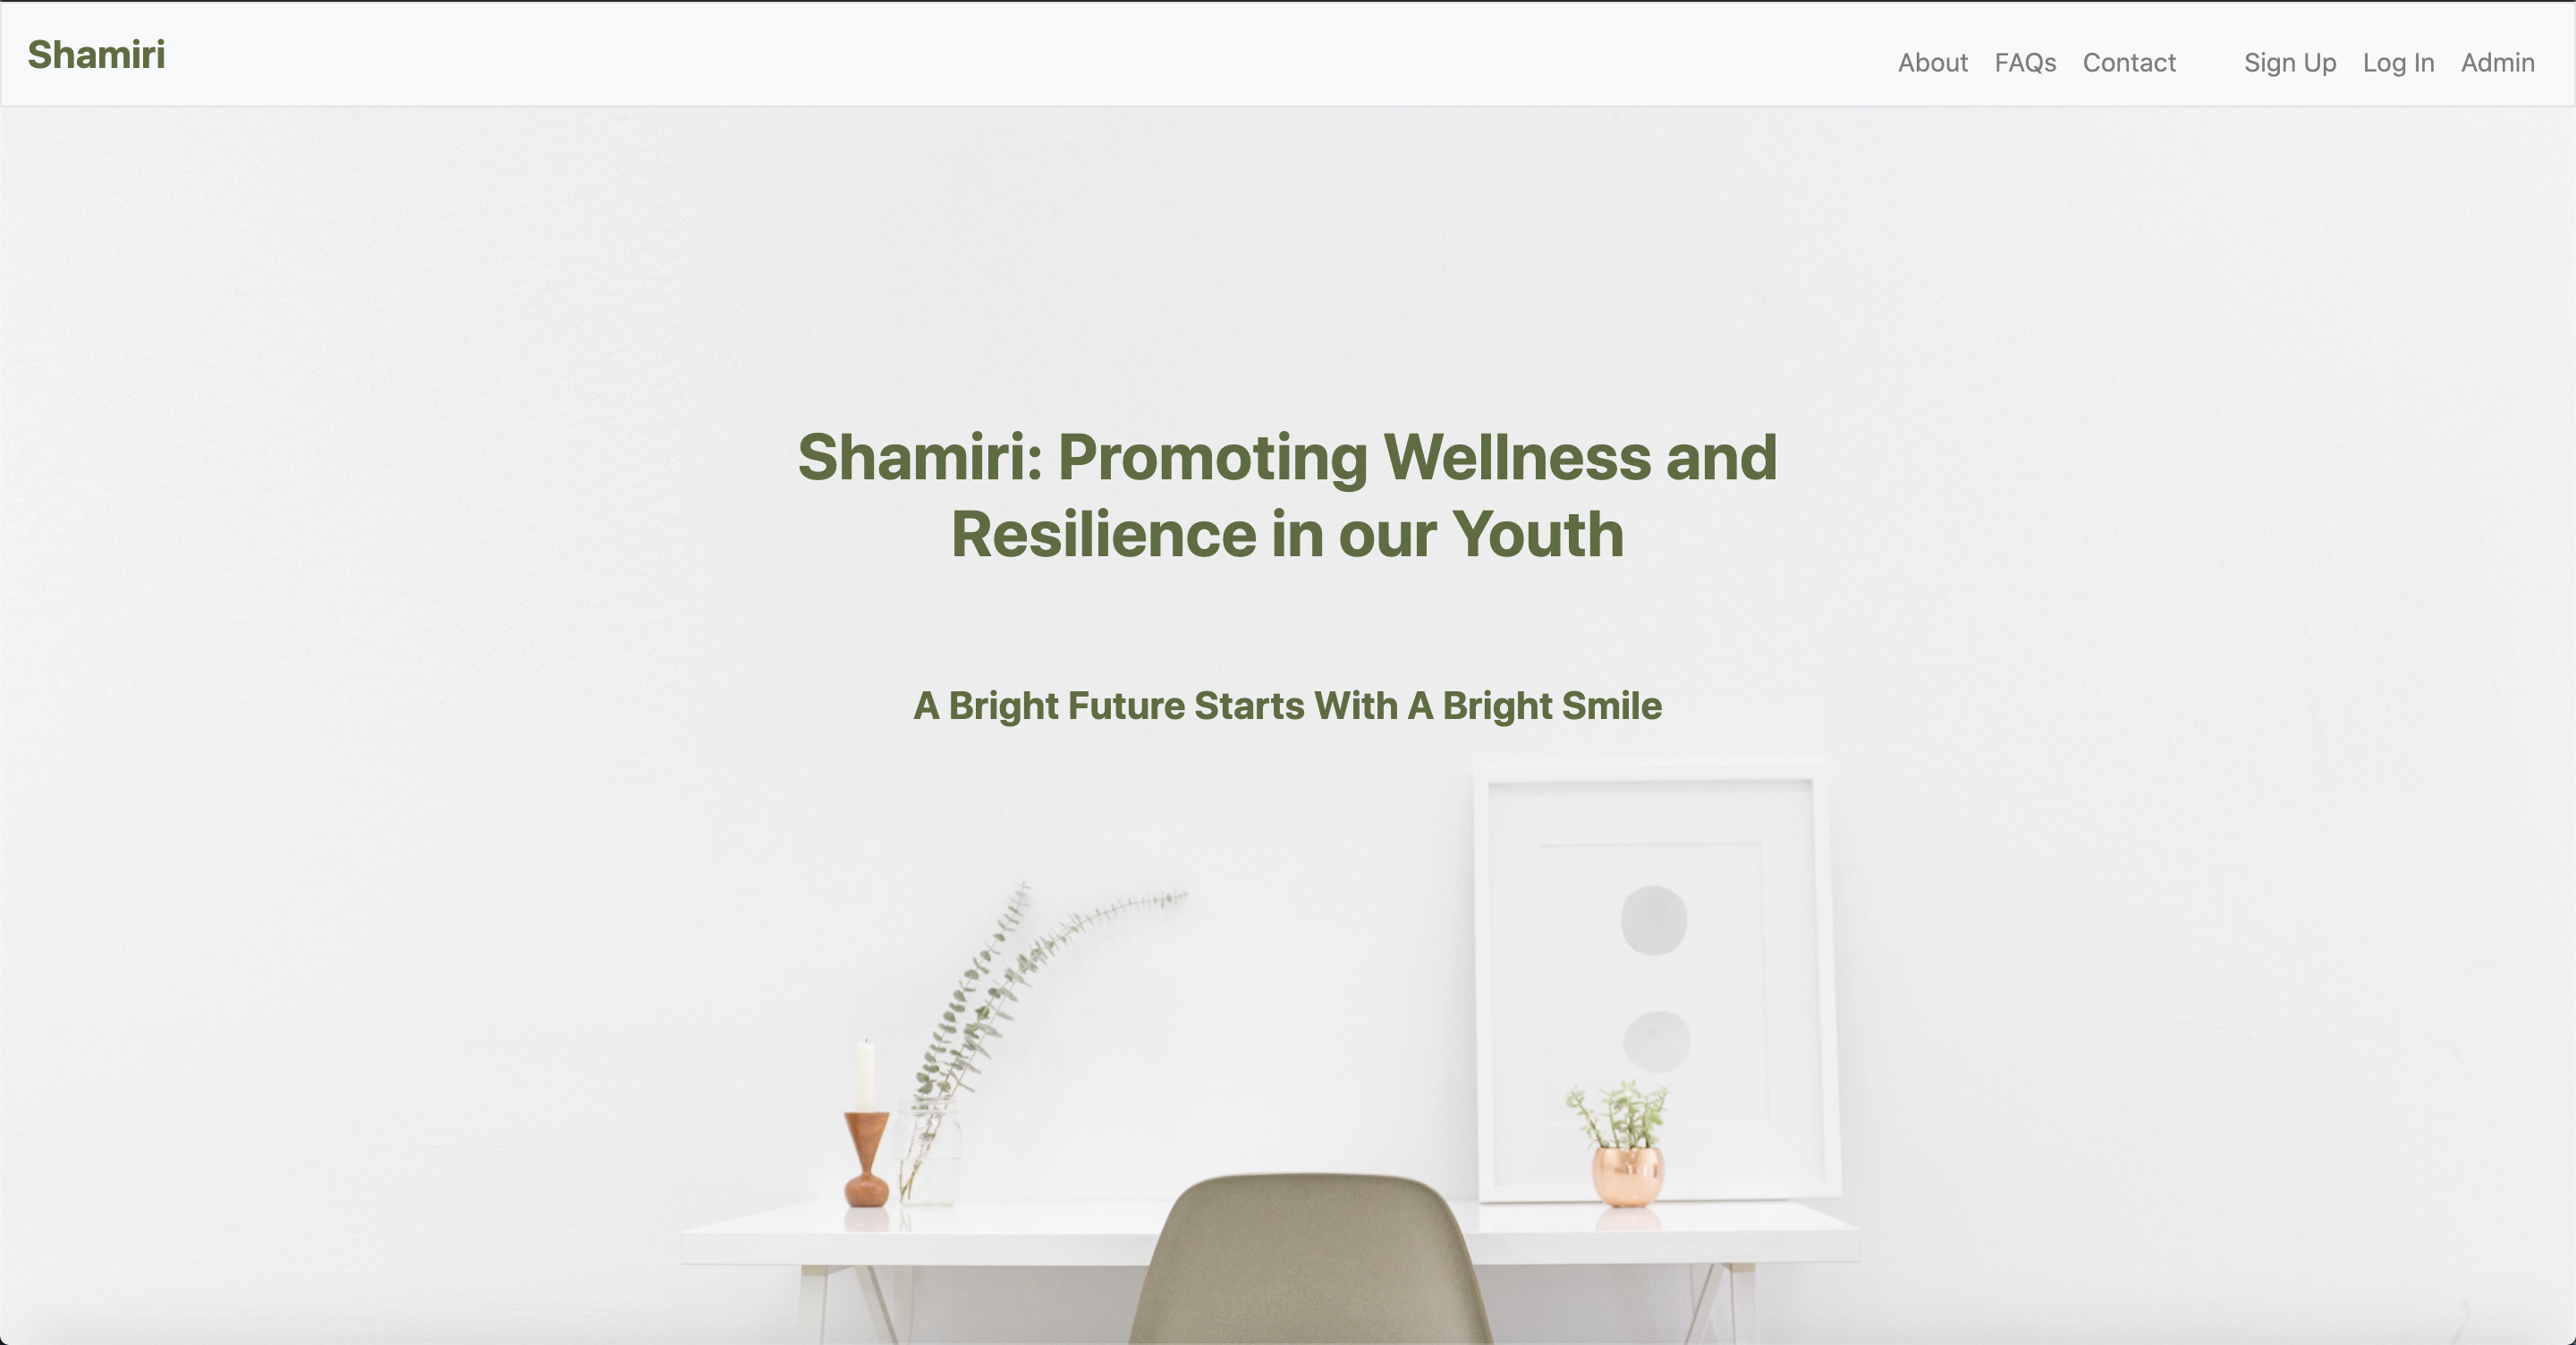 Shamiri
About FAQs Contact Sign Up Log In Admin
Shamiri: Promoting Wellness and
Resilience in our Youth
A Bright Future Starts With A Bright Smile